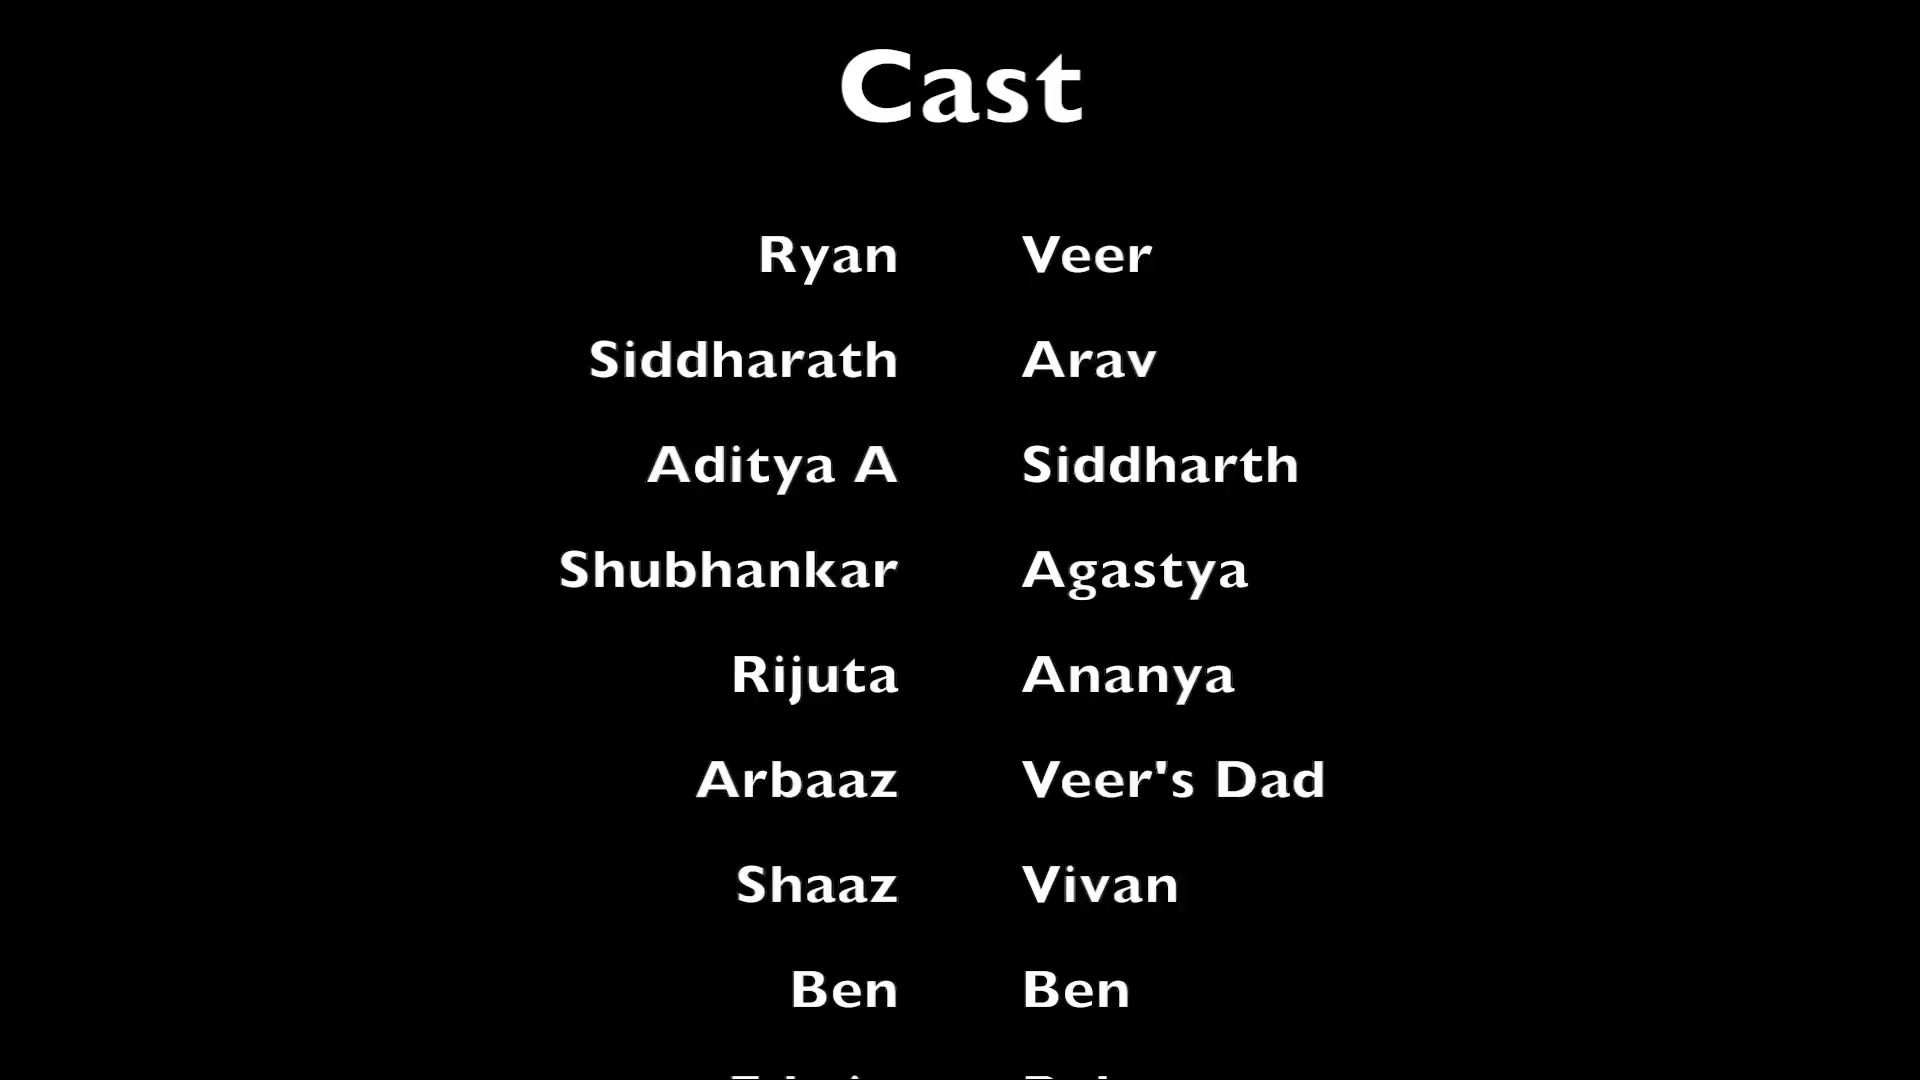 Cast
Ryan Veer
Siddharath Arav
Aditya A Siddharth
Shubhankar Agastya
Rijuta Ananya
Arbaaz Veer's Dad
Shaaz Vivan
Ben Ben